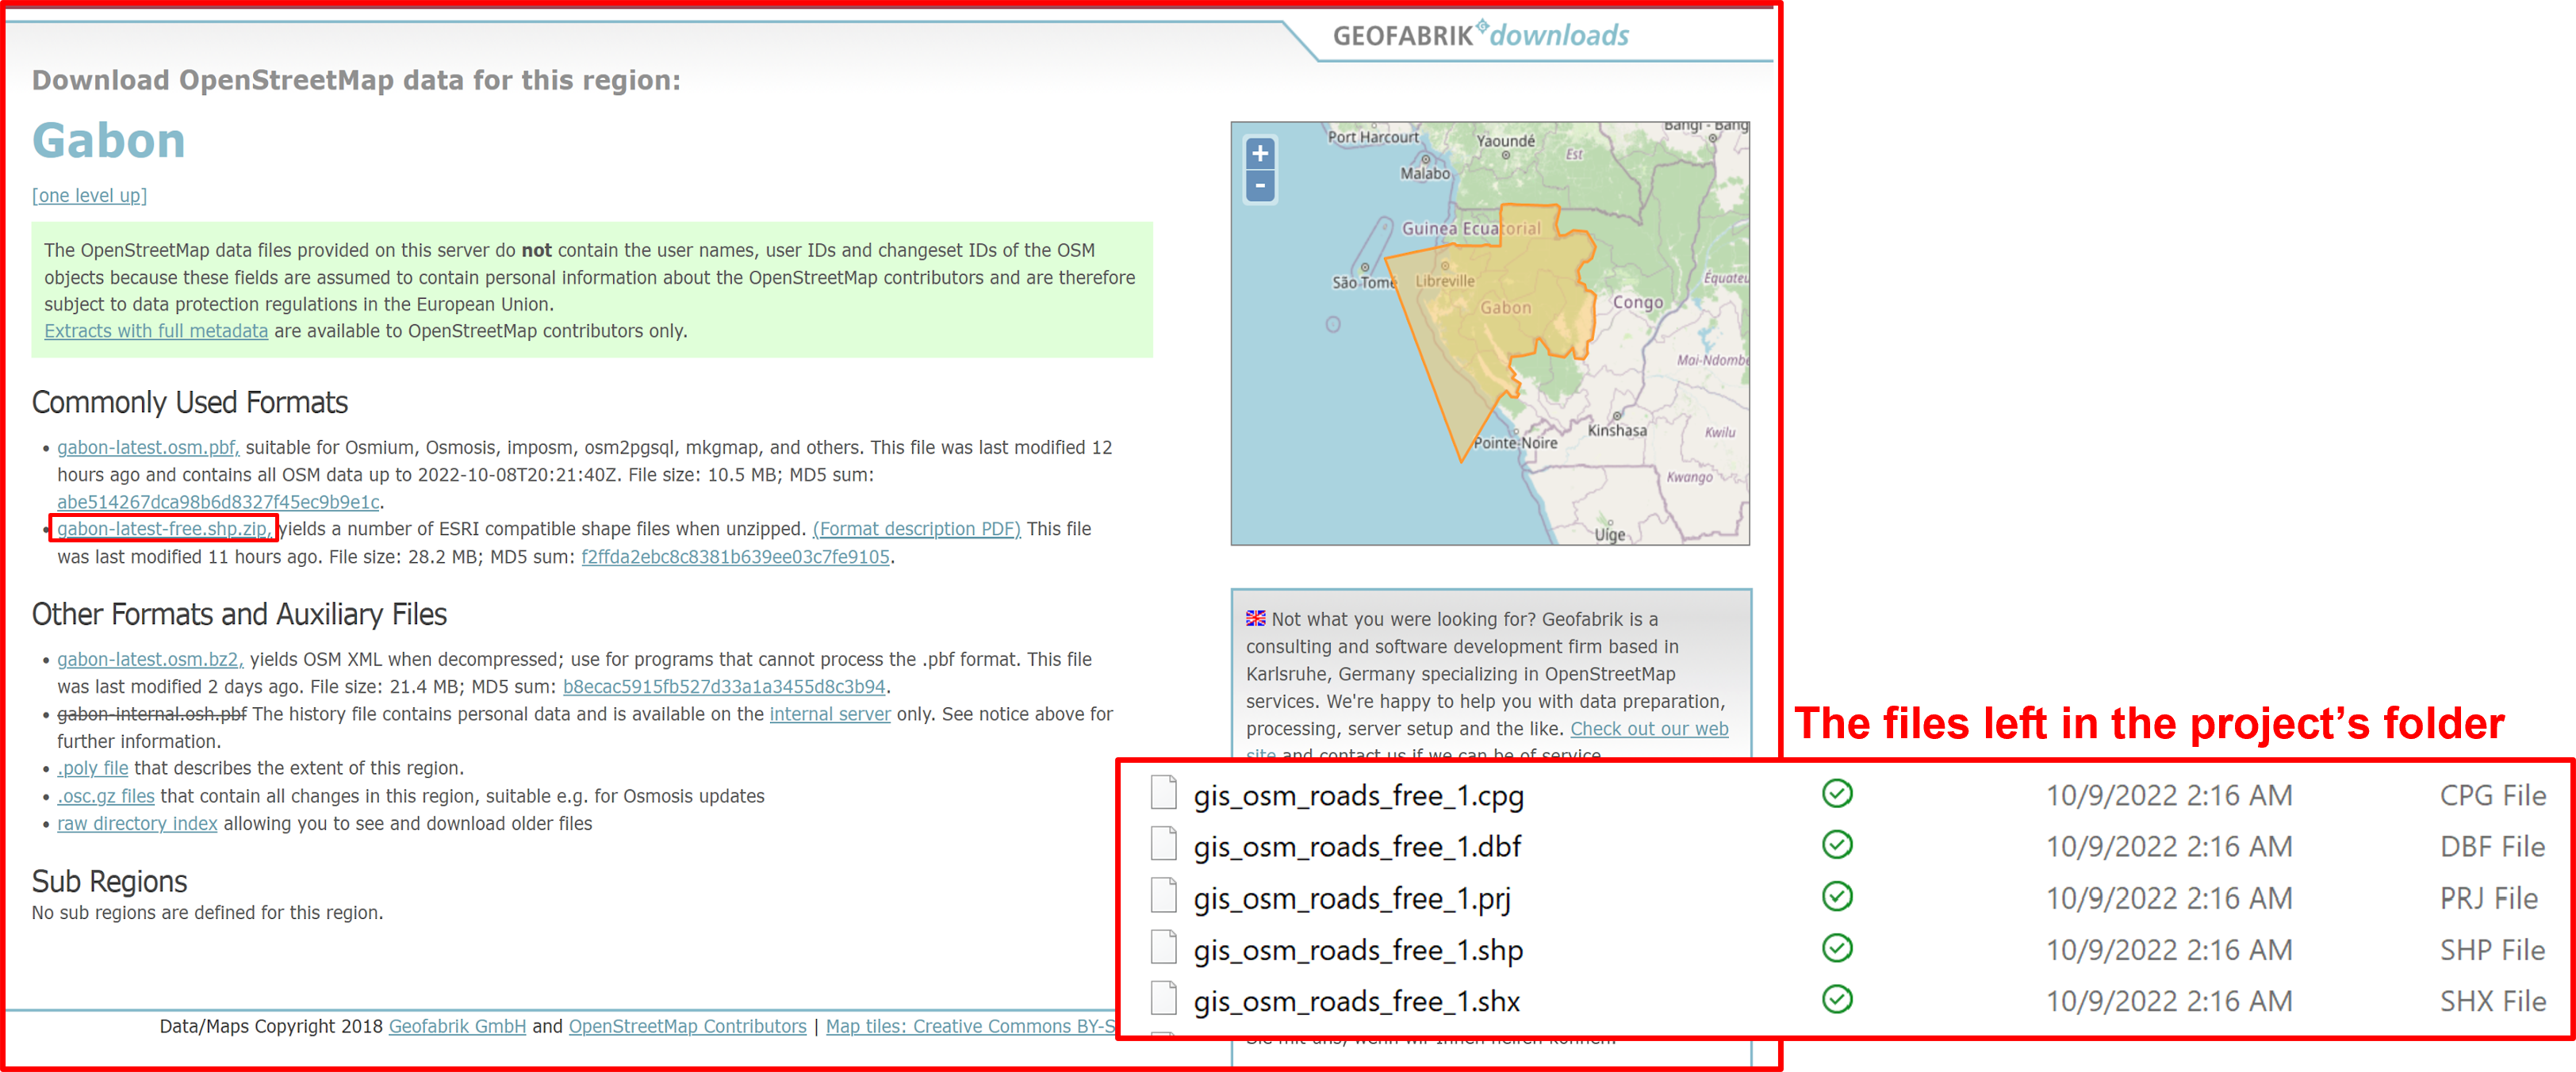 GEOFABRIK downloads
Download OpenStreetMap data for this region:
Gabon
[one level up]
The OpenStreetMap data files provided on this server do not contain the user names, user IDs and changeset IDs of the OSM
objects because these fields are assumed to contain personal information about the OpenStreetMap contributors and are therefore
subject to data protection regulations in the European Union.
Extracts with full metadata are available to OpenStreetMap contributors only.
Commonly Used Formats
• gabon-latest.osm.pbf, suitable for Osmium, Osmosis, imposm, osm2pgsql, mkgmap, and others. This file was last modified 12
hours ago and contains all OSM data up to 2022-10-08T20:21:40Z. File size: 10.5 MB; MD5 sum:
abe514267dca98b6d8327f45ec9b9e1c.
• gabon-latest-free.shp.zip, yields a number of ESRI compatible shape files when unzipped. (Format description PDF) This file
was last modified 11 hours ago. File size: 28.2 MB; MD5 sum: f2ffda2ebc8c8381b639ee03c7fe9105.
Other Formats and Auxiliary Files
• gabon-latest.osm.bz2, yields OSM XML when decompressed; use for programs that cannot process the .pbf format. This file
was last modified 2 days ago. File size: 21.4 MB; MD5 sum: b8ecac5915fb527d33a1a3455d8c3b94.
• gabon-internal.osh.pbf The history file contains personal data and is available on the internal server only. See notice above for
further information.
• .poly file that describes the extent of this region.
• .osc.gz files that contain all changes in this region, suitable e.g. for Osmosis updates
• raw directory index allowing you to see and download older files
Sub Regions
No sub regions are defined for this region.
+
-
Port Harcourt
Yaoundé
Bangi - Bang
Est
Malabo
Guinea Ecuatorial
São Tomé
Libreville
Gabon
Congo
Équateu
Mai-Ndombe
Pointe-Noire
Kinshasa
Kwilu
Kwango
Uíge
Not what you were looking for? Geofabrik is a
consulting and software development firm based in
Karlsruhe, Germany specializing in OpenStreetMap
services. We're happy to help you with data preparation,
processing, server setup and the like. Check out our web
site and contact us if we can be of service.
The files left in the project’s folder
gis_osm_roads_free_1.cpg 10/9/2022 2:16 AM CPG File
gis_osm_roads_free_1.dbf 10/9/2022 2:16 AM DBF File
gis_osm_roads_free_1.prj 10/9/2022 2:16 AM PRJ File
gis_osm_roads_free_1.shp 10/9/2022 2:16 AM SHP File
gis_osm_roads_free_1.shx 10/9/2022 2:16 AM SHX File
Data/Maps Copyright 2018 Geofabrik GmbH and OpenStreetMap Contributors | Map tiles: Creative Commons BY-S